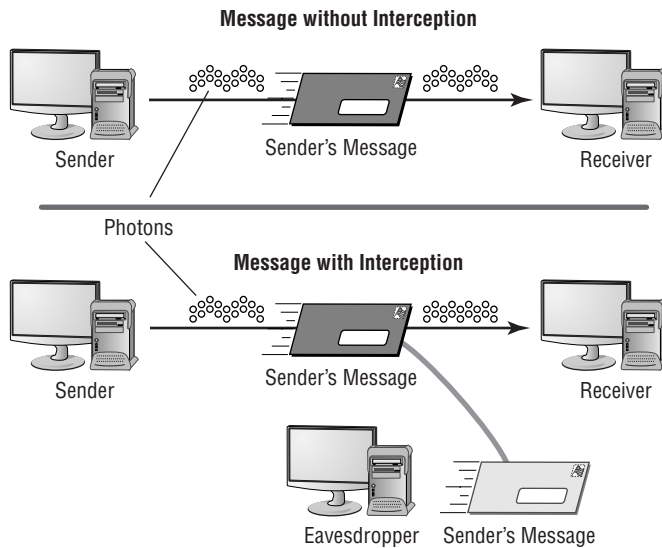 Message without Interception
Sender
Sender's Message
Receiver
Photons
Message with Interception
Sender
Sender's Message
Receiver
Eavesdropper
Sender's Message